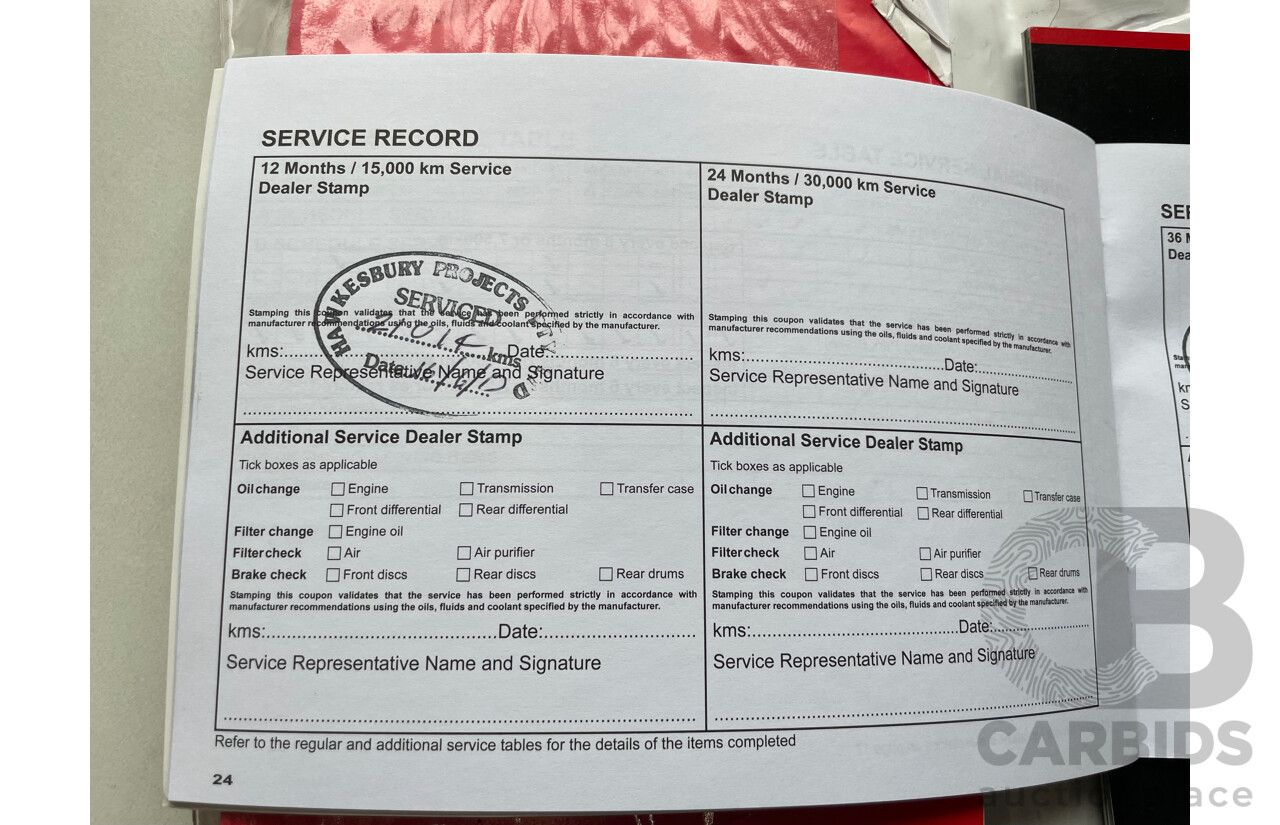 SERVICE RECORD
12 Months / 15,000 km Service
Dealer Stamp
HAWKESBURY PROJECTS
SERVICED
kms
Date
Stamping this coupon validates that the service has been performed strictly in accordance with
manufacturer recommendations using the oils, fluids and coolant specified by the manufacturer.
kms:..........Date:..........
Service Representative Name and Signature
24 Months / 30,000 km Service
Dealer Stamp
Stamping this coupon validates that the service has been performed strictly in accordance with
manufacturer recommendations using the oils, fluids and coolant specified by the manufacturer.
kms:..........Date:..........
Service Representative Name and Signature
Additional Service Dealer Stamp
Tick boxes as applicable
Oil change Engine Transmission Transfer case
Front differential Rear differential
Filter change Engine oil
Filter check Air Air purifier
Brake check Front discs Rear discs Rear drums
Stamping this coupon validates that the service has been performed strictly in accordance with
manufacturer recommendations using the oils, fluids and coolant specified by the manufacturer.
kms:..........Date:..........
Service Representative Name and Signature
Additional Service Dealer Stamp
Tick boxes as applicable
Oil change Engine Transmission Transfer case
Front differential Rear differential
Filter change Engine oil
Filter check Air Air purifier
Brake check Front discs Rear discs Rear drums
Stamping this coupon validates that the service has been performed strictly in accordance with
manufacturer recommendations using the oils, fluids and coolant specified by the manufacturer.
kms:..........Date:..........
Service Representative Name and Signature
Refer to the regular and additional service tables for the details of the items completed
24
36
CARBIDS